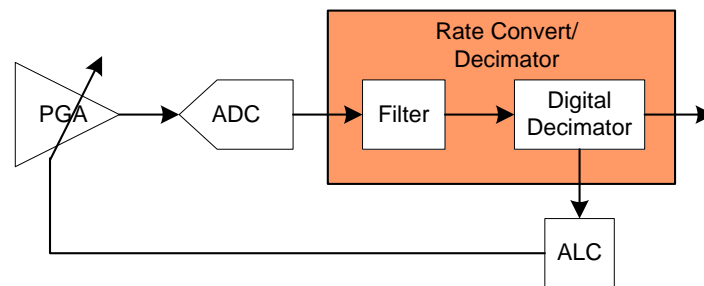 Rate Convert/
Decimator
PGA
ADC
Filter
Digital
Decimator
ALC